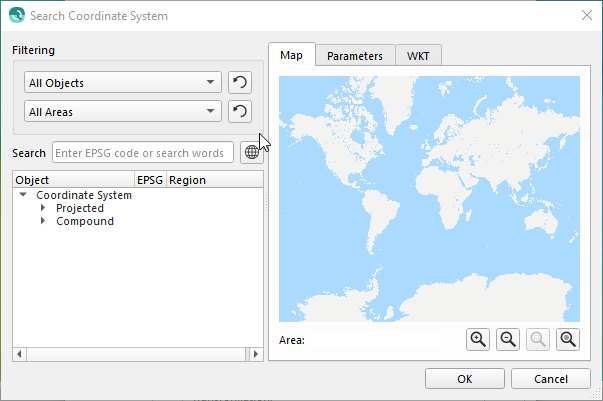 Search Coordinate System
Filtering
All Objects
All Areas
Search Enter EPSG code or search words
Object EPSG Region
Coordinate System
Projected
Compound
Map Parameters WKT
Area:
OK Cancel